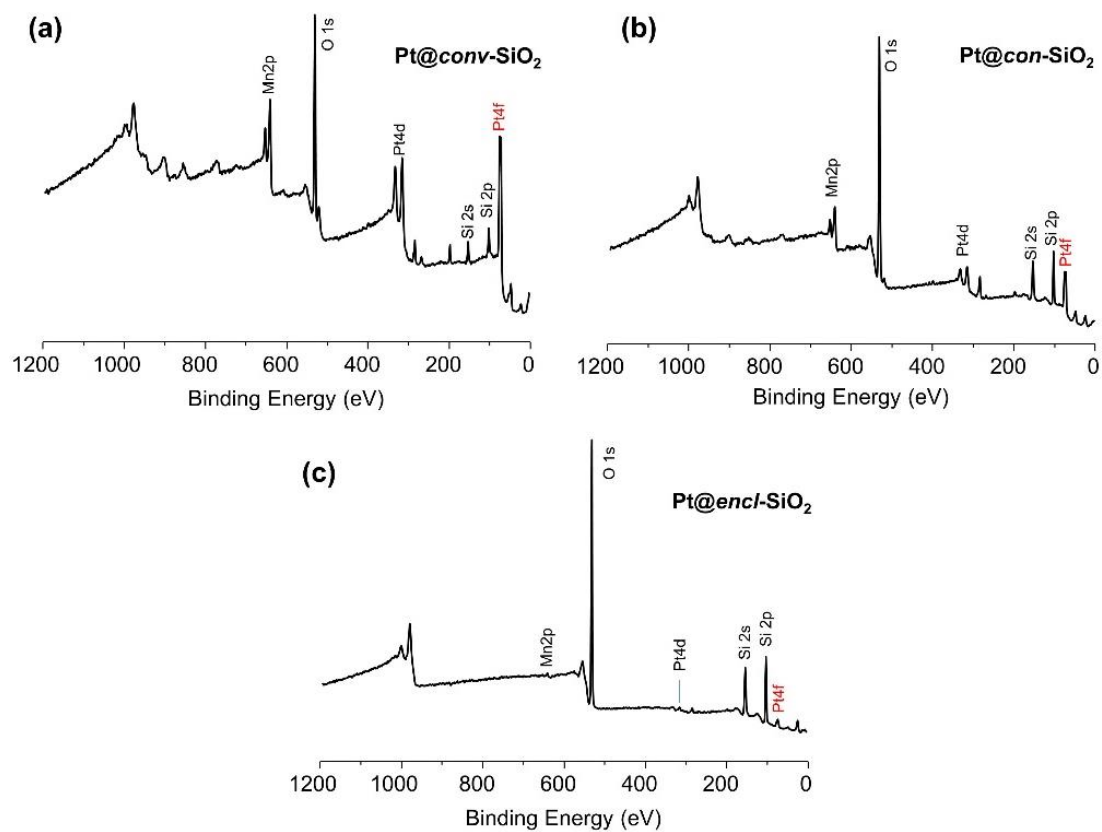 (a)
Pt@conv-SiO₂
Mn2p
O 1s
Pt4d
Si 2s
Si 2p
Pt4f
1200 1000 800 600 400 200 0
Binding Energy (eV)
(b)
Pt@con-SiO₂
Mn2p
O 1s
Pt4d
Si 2s
Si 2p
Pt4f
1200 1000 800 600 400 200 0
Binding Energy (eV)
(c)
Pt@encl-SiO₂
Mn2p
O 1s
Pt4d
Si 2s
Si 2p
Pt4f
1200 1000 800 600 400 200 0
Binding Energy (eV)